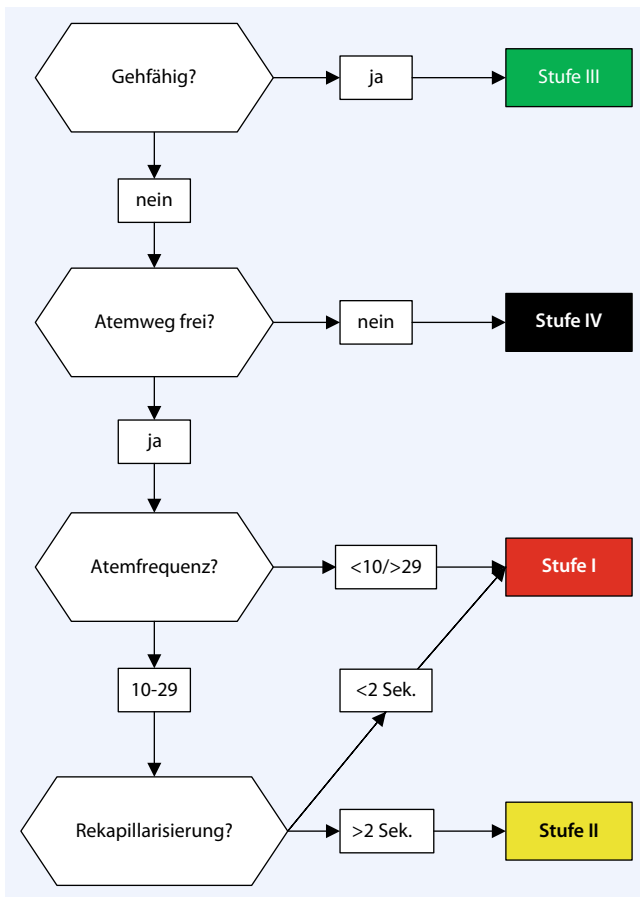 Gehfähig?
ja
Stufe III
nein
Atemweg frei?
nein
Stufe IV
ja
Atemfrequenz?
<10/>29
Stufe I
10-29
<2 Sek.
Rekapillarisierung?
>2 Sek.
Stufe II